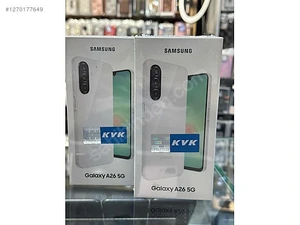 #1270177649
SAMSUNG
SAMSUNG
KVK
KVK
Galaxy A26 5G
Galaxy A26 5G